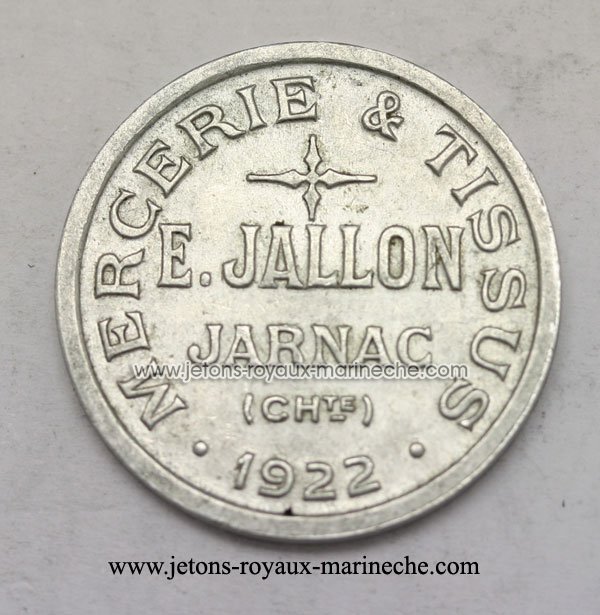 MERCERIE & TISSUS
E. JALLON
JARNAC
www.jetons-royaux-marineche.com
(CHTE)
· 1922 ·
www.jetons-royaux-marineche.com